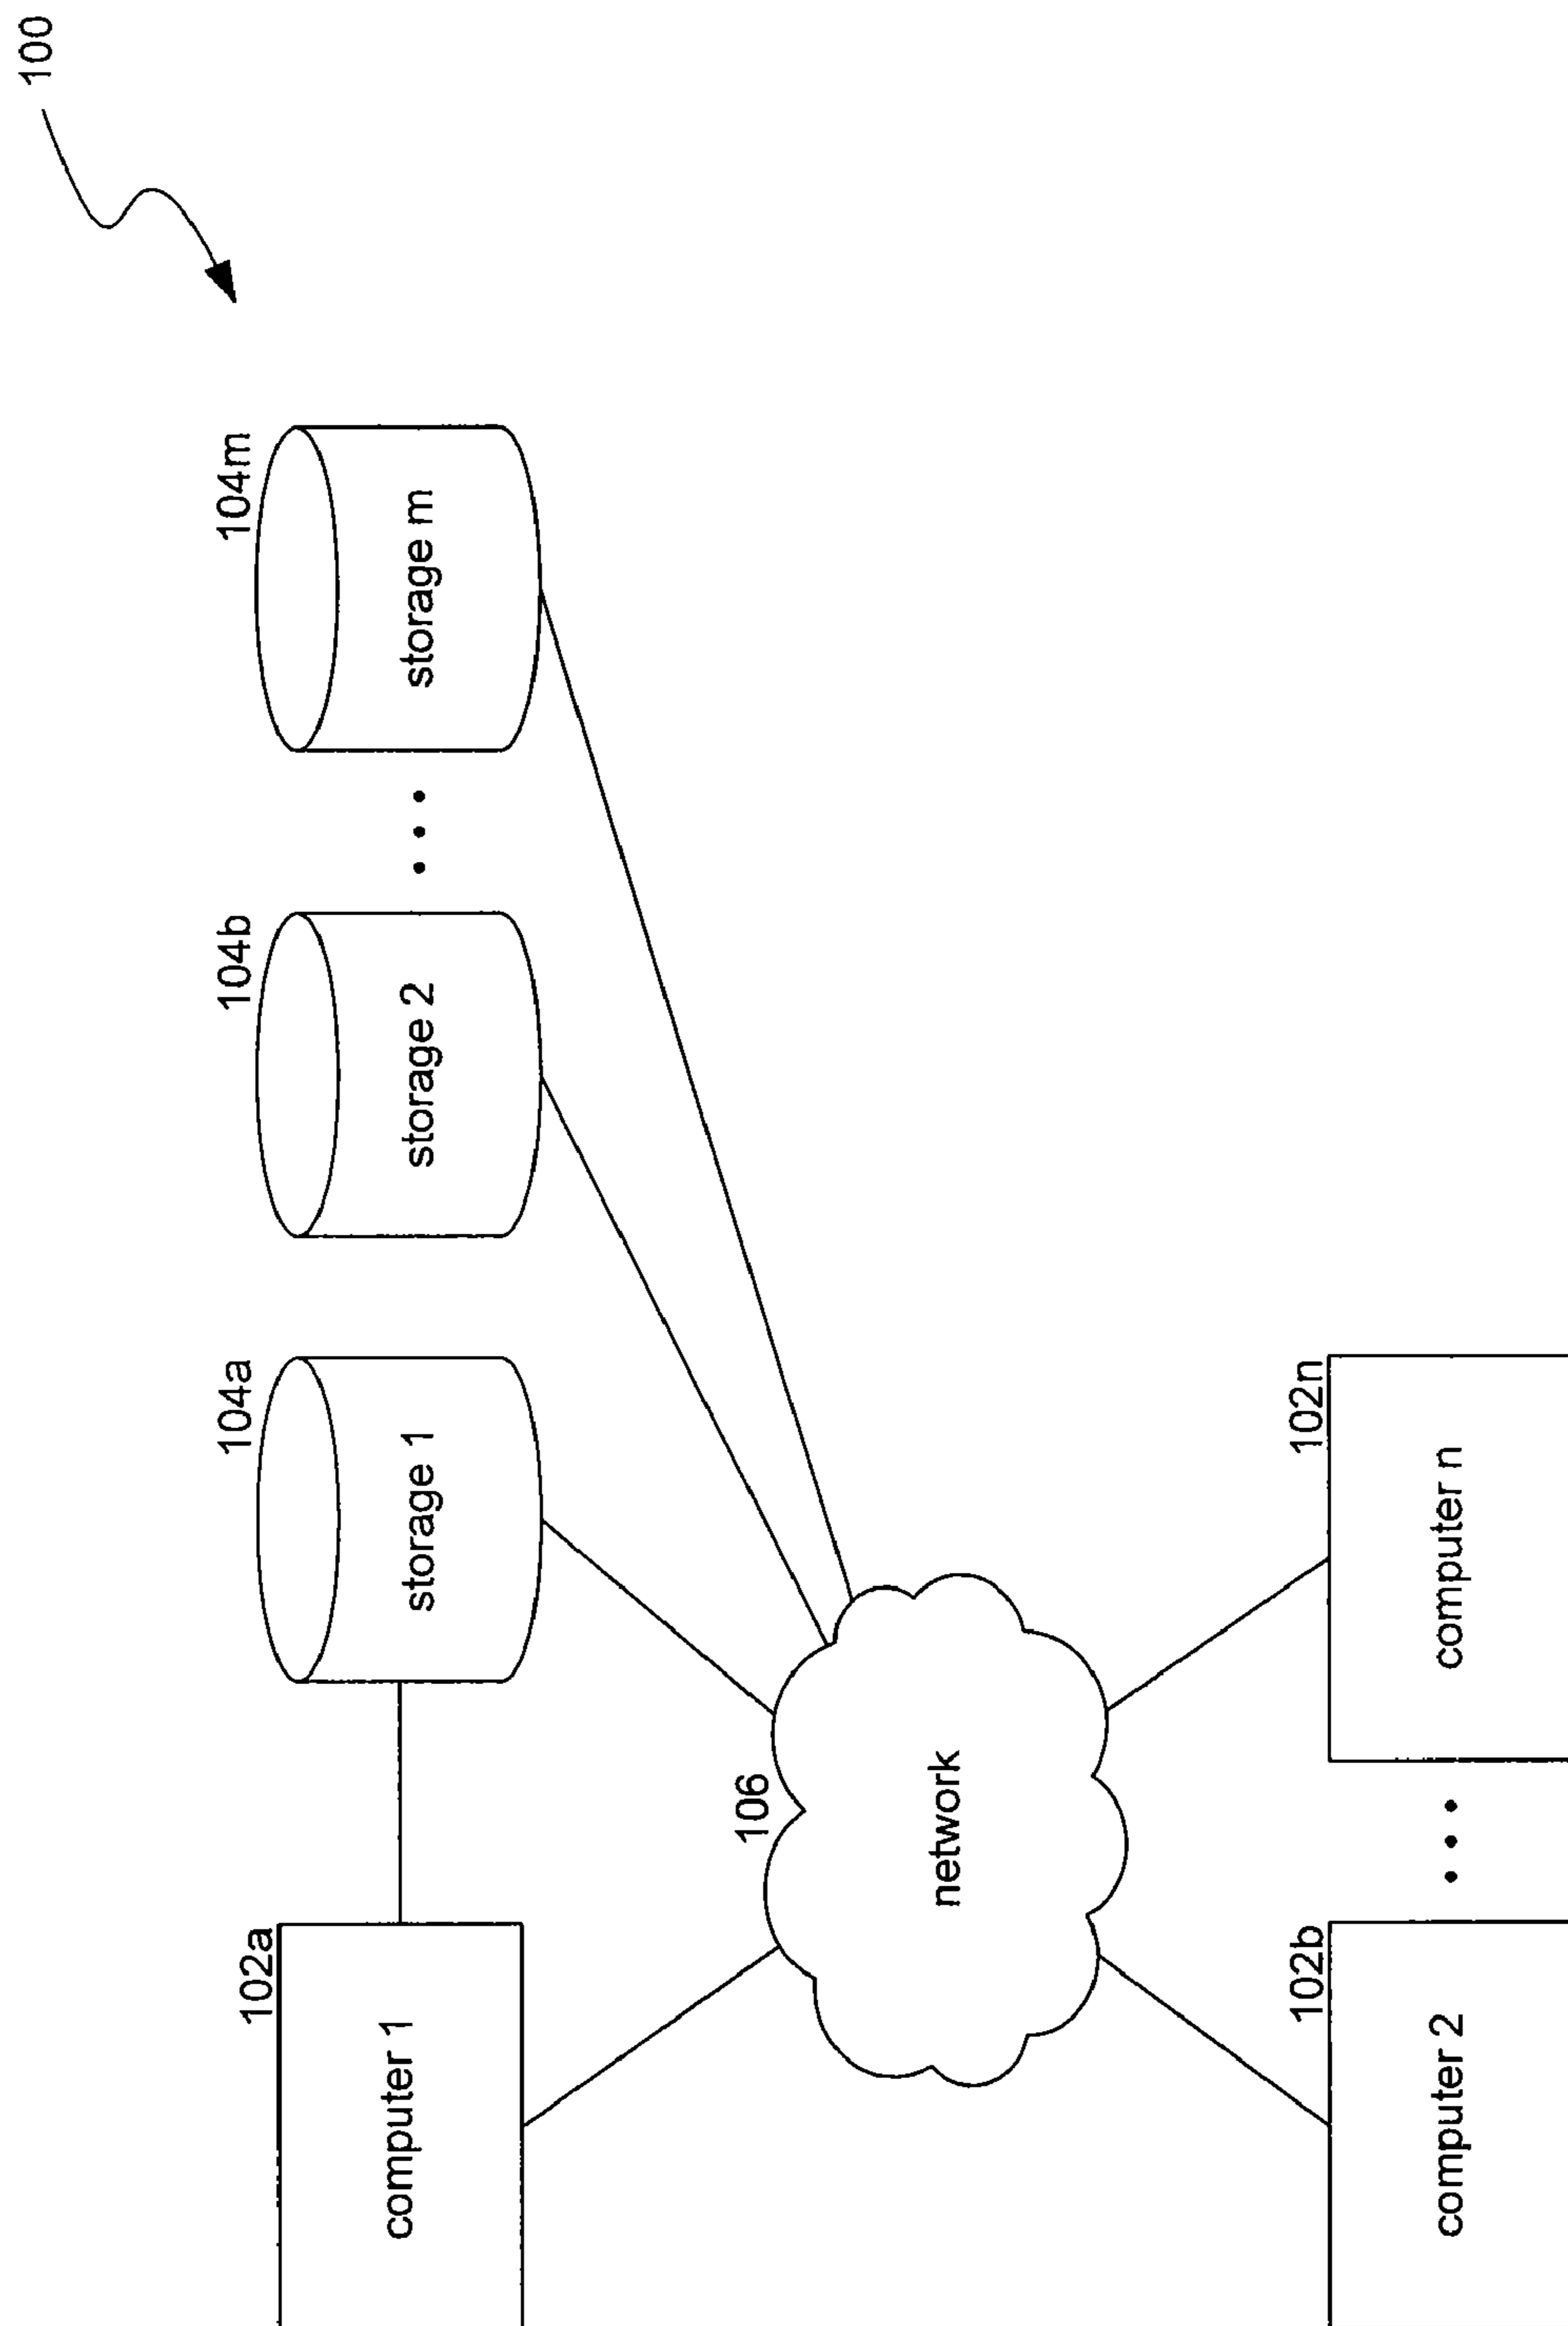 100
102a
104a
104b
104m
computer 1
storage 1
storage 2
• • •
storage m
106
network
102b
102n
computer 2
• • •
computer n